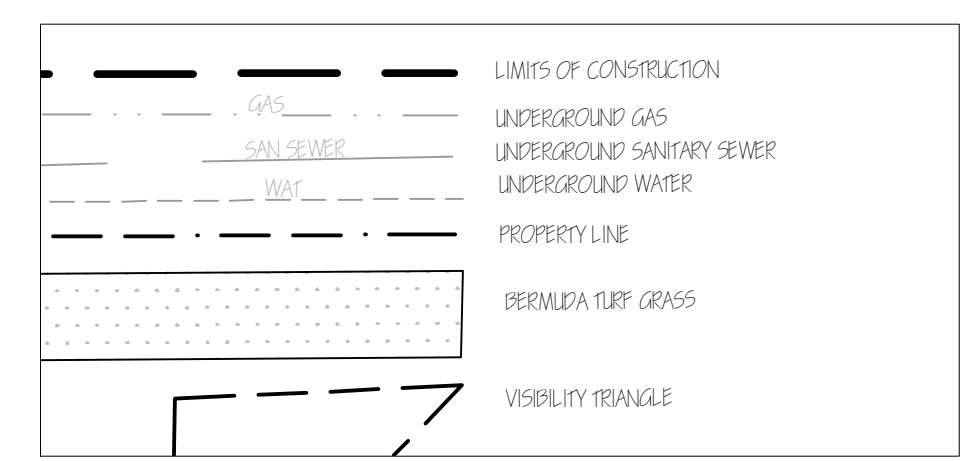 LIMITS OF CONSTRUCTION
GAS
UNDERGROUND GAS
SAN SEWER
UNDERGROUND SANITARY SEWER
WAT
UNDERGROUND WATER
PROPERTY LINE
BERMUDA TURF GRASS
VISIBILITY TRIANGLE